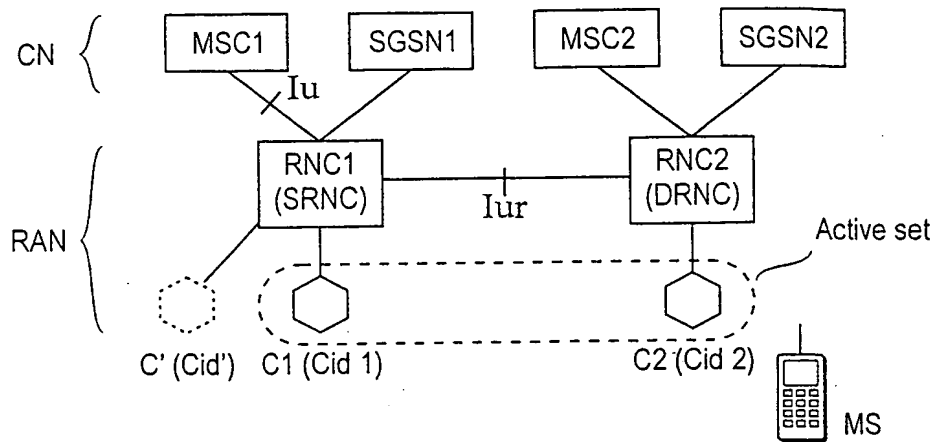 CN
MSC1
SGSN1
MSC2
SGSN2
Iu
RAN
RNC1
(SRNC)
Iur
RNC2
(DRNC)
Active set
C' (Cid')
C1 (Cid 1)
C2 (Cid 2)
MS